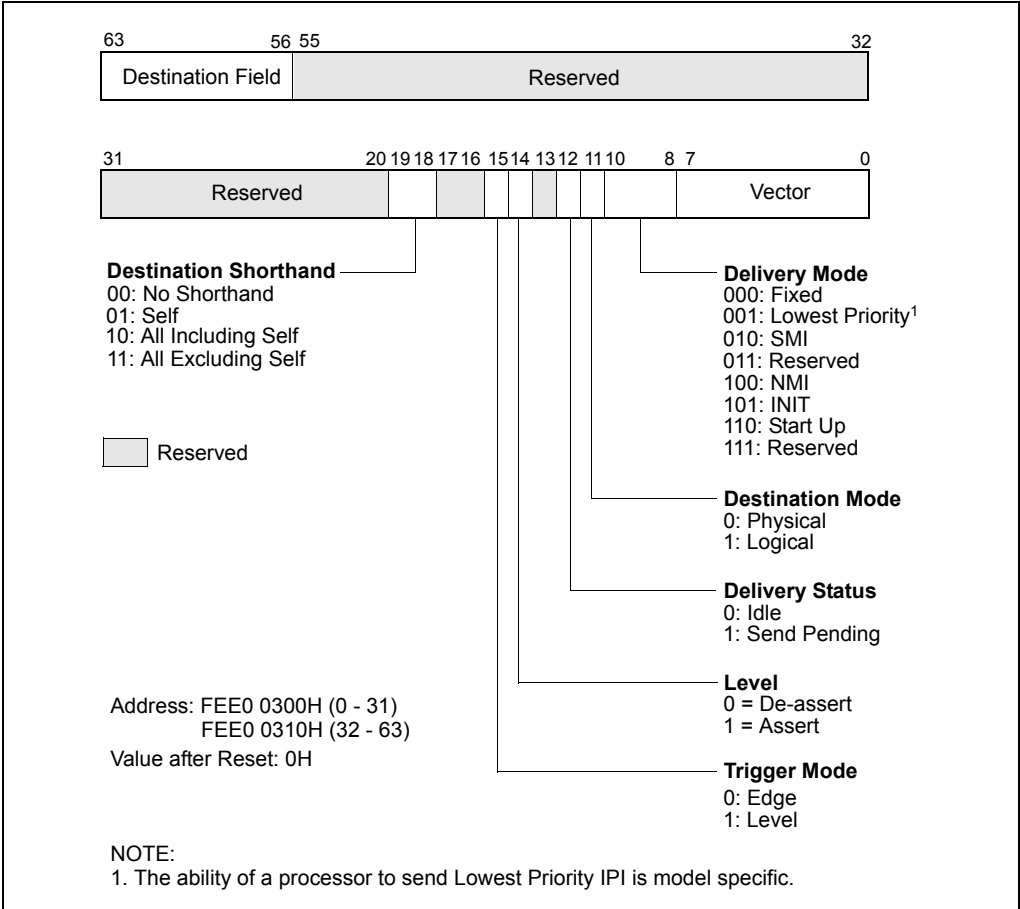 63 56 55 32
Destination Field Reserved
31 20 19 18 17 16 15 14 13 12 11 10 8 7 0
Reserved Vector
Destination Shorthand
00: No Shorthand
01: Self
10: All Including Self
11: All Excluding Self
Reserved
Delivery Mode
000: Fixed
001: Lowest Priority¹
010: SMI
011: Reserved
100: NMI
101: INIT
110: Start Up
111: Reserved
Destination Mode
0: Physical
1: Logical
Delivery Status
0: Idle
1: Send Pending
Level
0 = De-assert
1 = Assert
Trigger Mode
0: Edge
1: Level
Address: FEE0 0300H (0 - 31)
FEE0 0310H (32 - 63)
Value after Reset: 0H
NOTE:
1. The ability of a processor to send Lowest Priority IPI is model specific.